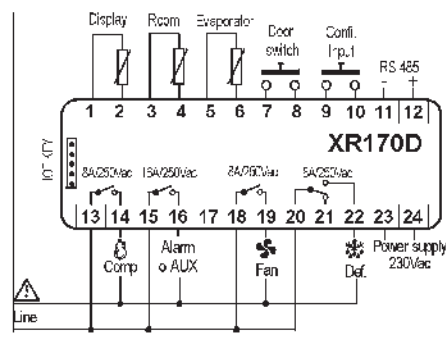 Display Room Evaporator Door switch Confi. Input
RS 485
- +
1 2 3 4 5 6 7 8 9 10 11 12
XR170D
HOT KEY
8A/250Vac 16A/250Vac 8A/250Vac 5A/250Vac
13 14 15 16 17 18 19 20 21 22 23 24
Comp
Alarm
o AUX
Fan
Def.
Power supply
230Vac
Line